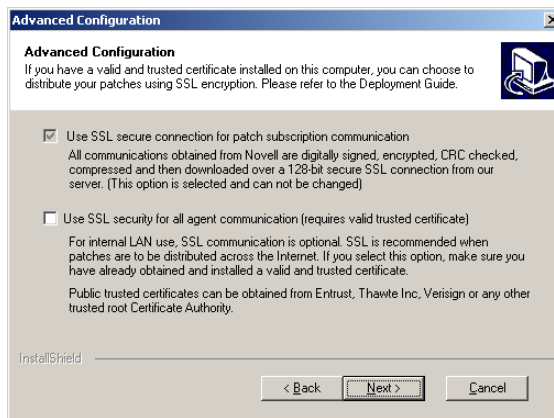 Advanced Configuration
Advanced Configuration
If you have a valid and trusted certificate installed on this computer, you can choose to
distribute your patches using SSL encryption. Please refer to the Deployment Guide.
Use SSL secure connection for patch subscription communication
All communications obtained from Novell are digitally signed, encrypted, CRC checked,
compressed and then downloaded over a 128-bit secure SSL connection from our
server. (This option is selected and can not be changed)
Use SSL security for all agent communication (requires valid trusted certificate)
For internal LAN use, SSL communication is optional. SSL is recommended when
patches are to be distributed across the Internet. If you select this option, make sure you
have already obtained and installed a valid and trusted certificate.
Public trusted certificates can be obtained from Entrust, Thawte Inc, Verisign or any other
trusted root Certificate Authority.
InstallShield
< Back
Next >
Cancel